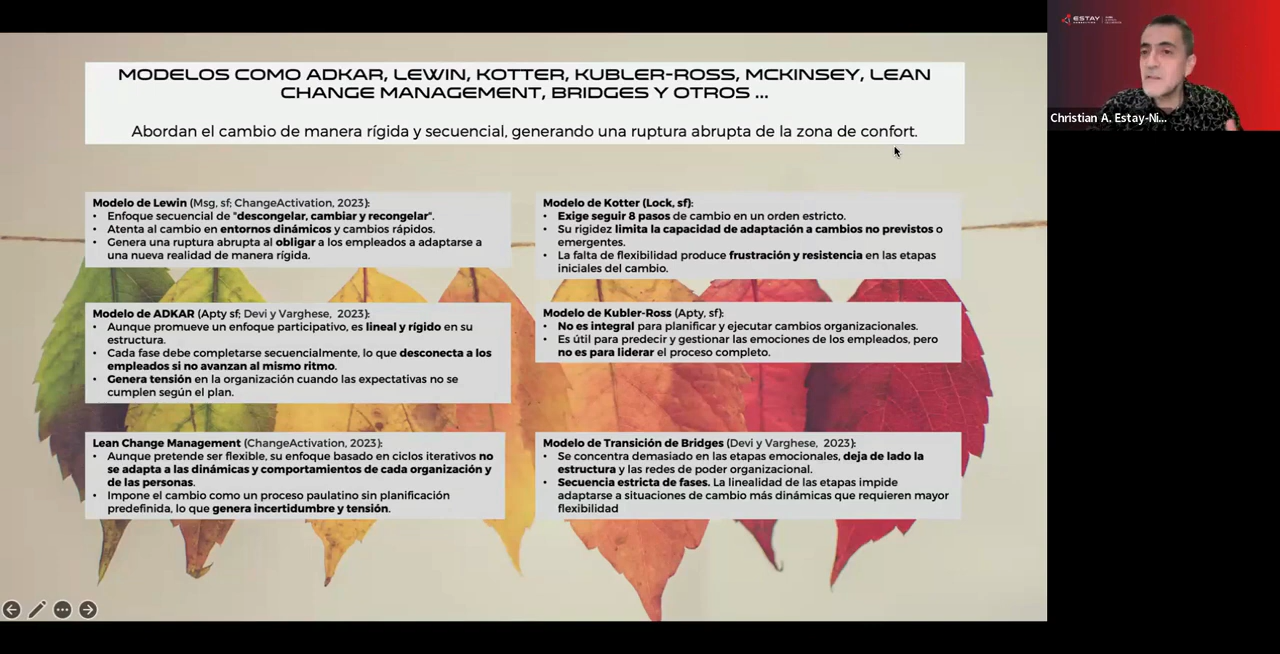 MODELOS COMO ADKAR, LEWIN, KOTTER, KUBLER-ROSS, MCKINSEY, LEAN
CHANGE MANAGEMENT, BRIDGES Y OTROS ...
Abordan el cambio de manera rígida y secuencial, generando una ruptura abrupta de la zona de confort.
Modelo de Lewin (Msg, sf; ChangeActivation, 2023):
• Enfoque secuencial de "descongelar, cambiar y recongelar".
• Atenta al cambio en entornos dinámicos y cambios rápidos.
• Genera una ruptura abrupta al obligar a los empleados a adaptarse a
una nueva realidad de manera rígida.
Modelo de ADKAR (Apty sf; Devi y Varghese, 2023):
• Aunque promueve un enfoque participativo, es lineal y rígido en su
estructura.
• Cada fase debe completarse secuencialmente, lo que desconecta a los
empleados si no avanzan al mismo ritmo.
• Genera tensión en la organización cuando las expectativas no se
cumplen según el plan.
Lean Change Management (ChangeActivation, 2023):
• Aunque pretende ser flexible, su enfoque basado en ciclos iterativos no
se adapta a las dinámicas y comportamientos de cada organización y
de las personas.
• Impone el cambio como un proceso paulatino sin planificación
predefinida, lo que genera incertidumbre y tensión.
Modelo de Kotter (Lock, sf):
• Exige seguir 8 pasos de cambio en un orden estricto.
• Su rigidez limita la capacidad de adaptación a cambios no previstos o
emergentes.
• La falta de flexibilidad produce frustración y resistencia en las etapas
iniciales del cambio.
Modelo de Kubler-Ross (Apty, sf):
• No es integral para planificar y ejecutar cambios organizacionales.
• Es útil para predecir y gestionar las emociones de los empleados, pero
no es para liderar el proceso completo.
Modelo de Transición de Bridges (Devi y Varghese, 2023):
• Se concentra demasiado en las etapas emocionales, deja de lado la
estructura y las redes de poder organizacional.
• Secuencia estricta de fases. La linealidad de las etapas impide
adaptarse a situaciones de cambio más dinámicas que requieren mayor
flexibilidad
ESTAY
Christian A. Estay-Ni...